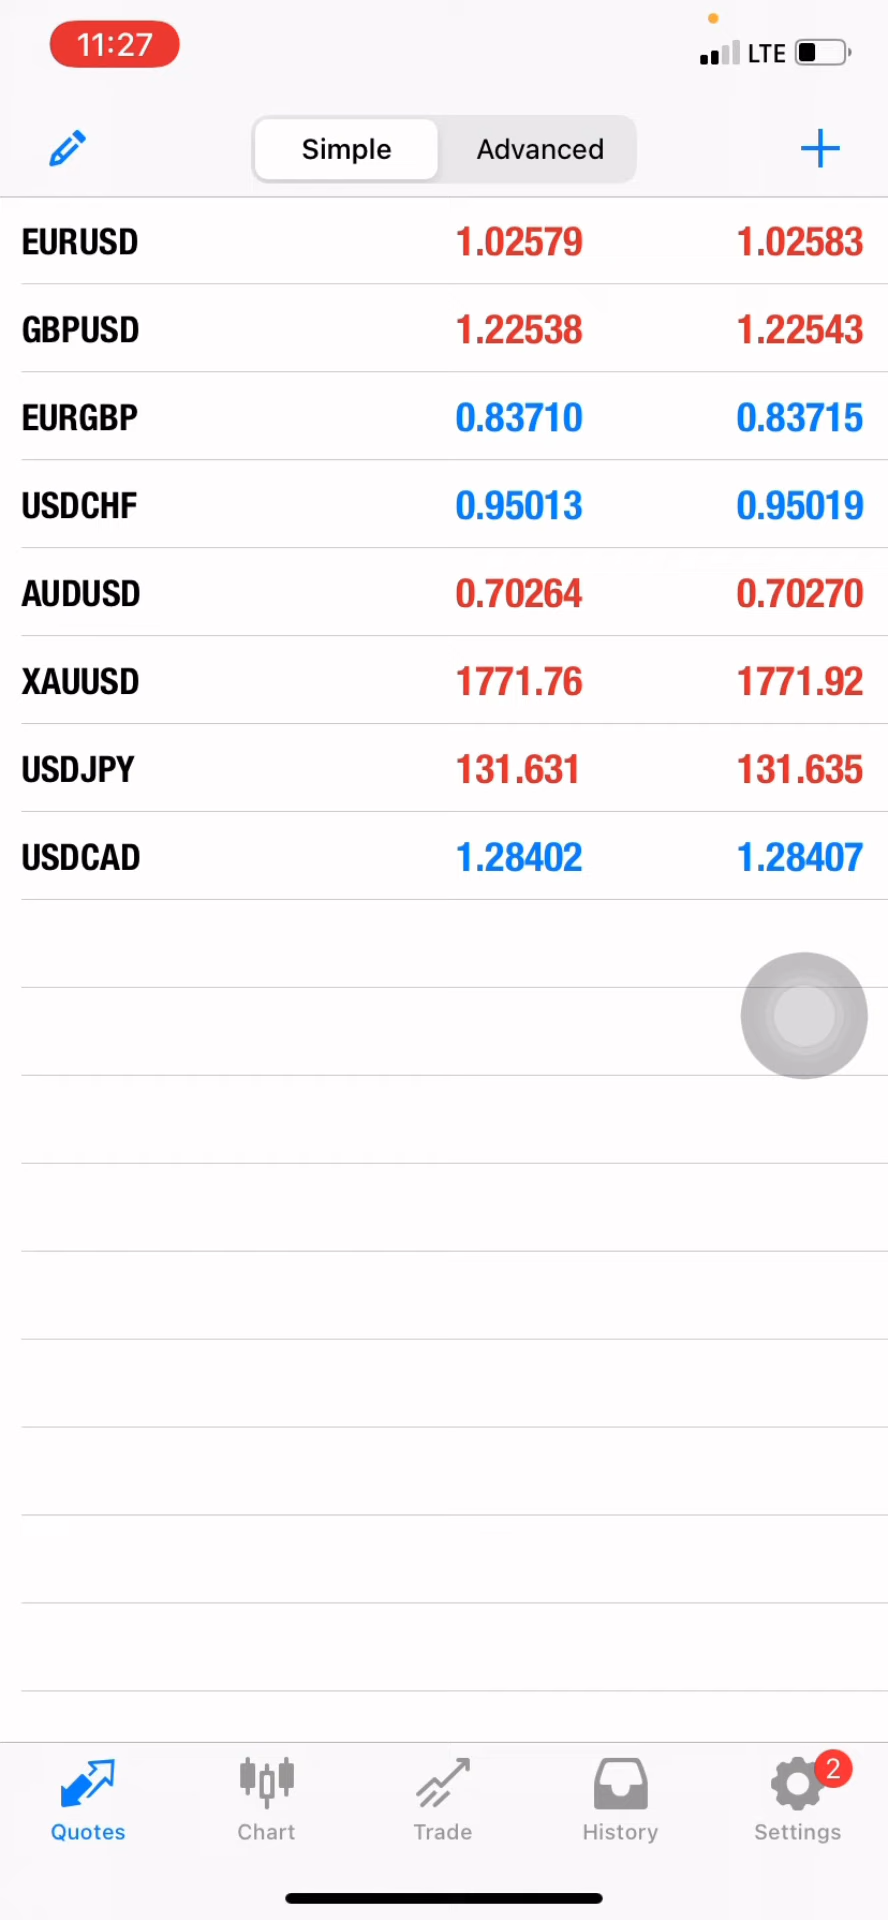 11:27 LTE
Simple Advanced
EURUSD 1.02579 1.02583
GBPUSD 1.22538 1.22543
EURGBP 0.83710 0.83715
USDCHF 0.95013 0.95019
AUDUSD 0.70264 0.70270
XAUUSD 1771.76 1771.92
USDJPY 131.631 131.635
USDCAD 1.28402 1.28407
2
Quotes Chart Trade History Settings